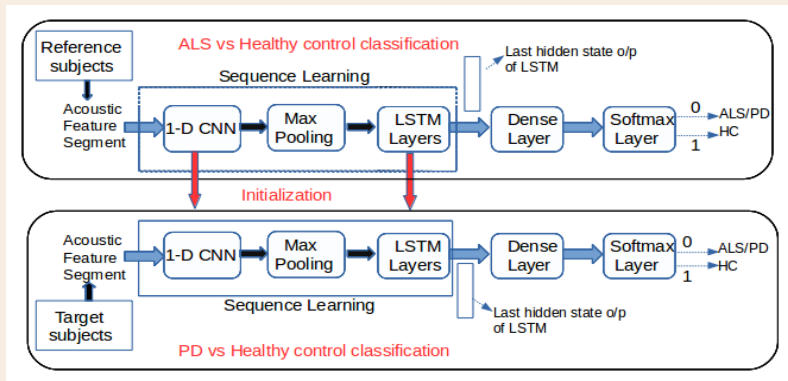 Reference
subjects
ALS vs Healthy control classification
Last hidden state o/p
of LSTM
Sequence Learning
Acoustic
Feature
Segment
1-D CNN
Max
Pooling
LSTM
Layers
Dense
Layer
Softmax
Layer
0
ALS/PD
HC
1
Initialization
Acoustic
Feature
Segment
1-D CNN
Max
Pooling
LSTM
Layers
Dense
Layer
Softmax
Layer
0
ALS/PD
HC
1
Sequence Learning
Last hidden state o/p
of LSTM
Target
subjects
PD vs Healthy control classification